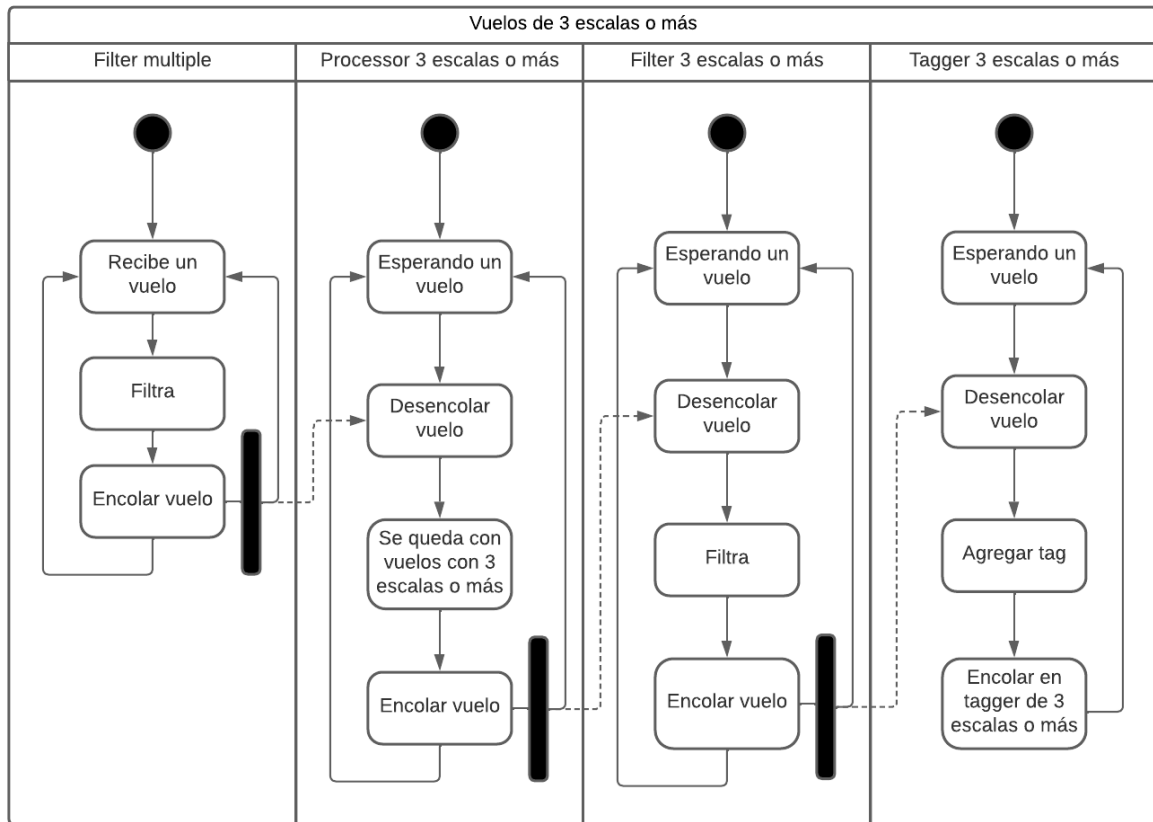 Vuelos de 3 escalas o más
Filter multiple
Processor 3 escalas o más
Filter 3 escalas o más
Tagger 3 escalas o más
Recibe un
vuelo
Filtra
Encolar vuelo
Esperando un
vuelo
Desencolar
vuelo
Se queda con
vuelos con 3
escalas o más
Encolar vuelo
Esperando un
vuelo
Desencolar
vuelo
Filtra
Encolar vuelo
Esperando un
vuelo
Desencolar
vuelo
Agregar tag
Encolar en
tagger de 3
escalas o más